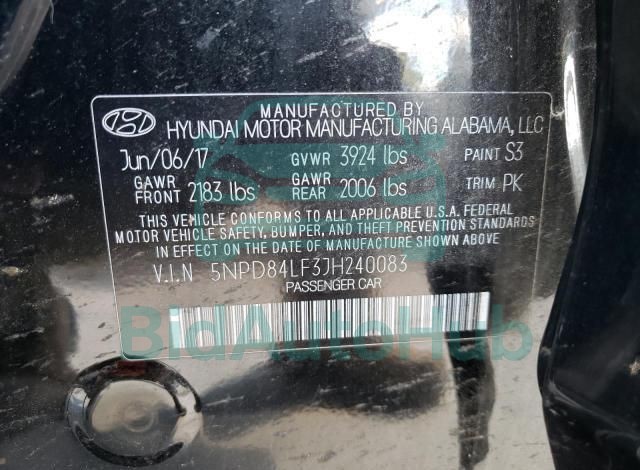 MANUFACTURED BY
HYUNDAI MOTOR MANUFACTURING ALABAMA, LLC
Jun/06/17 GVWR 3924 lbs PAINT S3
GAWR FRONT 2183 lbs GAWR REAR 2006 lbs TRIM PK
THIS VEHICLE CONFORMS TO ALL APPLICABLE U.S.A. FEDERAL
MOTOR VEHICLE SAFETY, BUMPER, AND THEFT PREVENTION STANDARDS
IN EFFECT ON THE DATE OF MANUFACTURE SHOWN ABOVE
V.I.N 5NPD84LF3JH240083
PASSENGER CAR
BidAutoHub